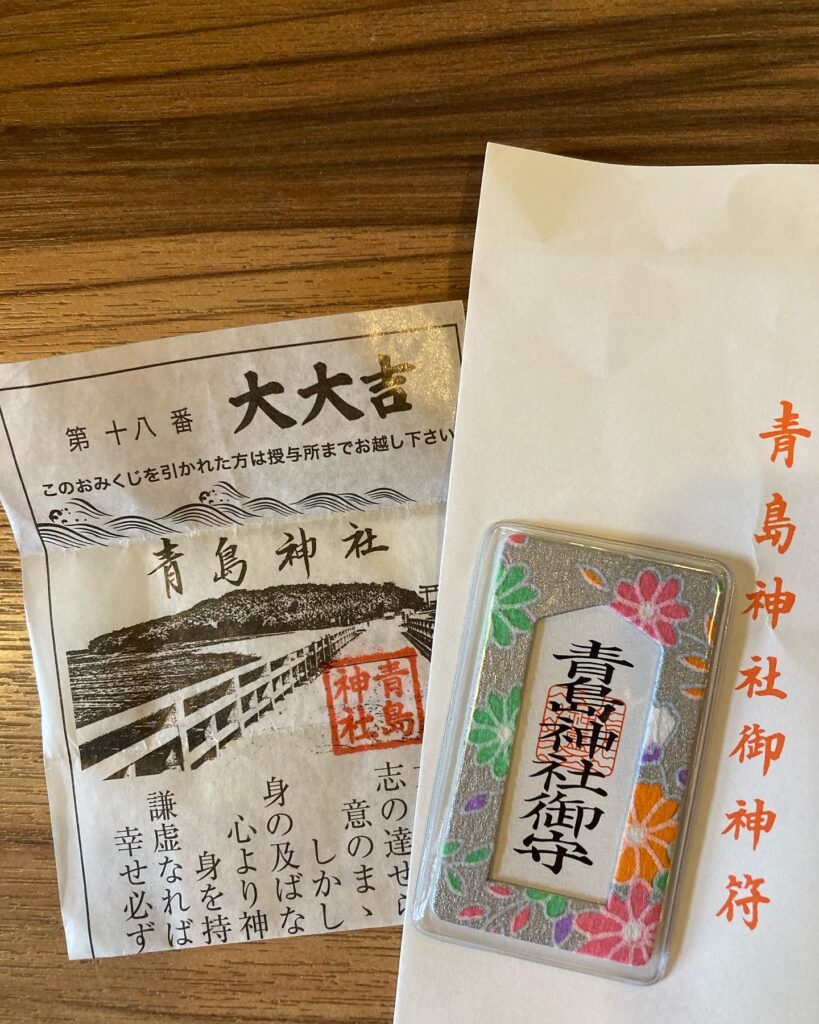 第十八番 大大吉
このおみくじを引かれた方は授与所までお越し下さい
青島神社
青島
神社
志の達せら
意のまゝ
しかし
身の及ばな
心より神
身を持
謙虚なれば
幸せ必ず
青島神社御守
青島神社御神符